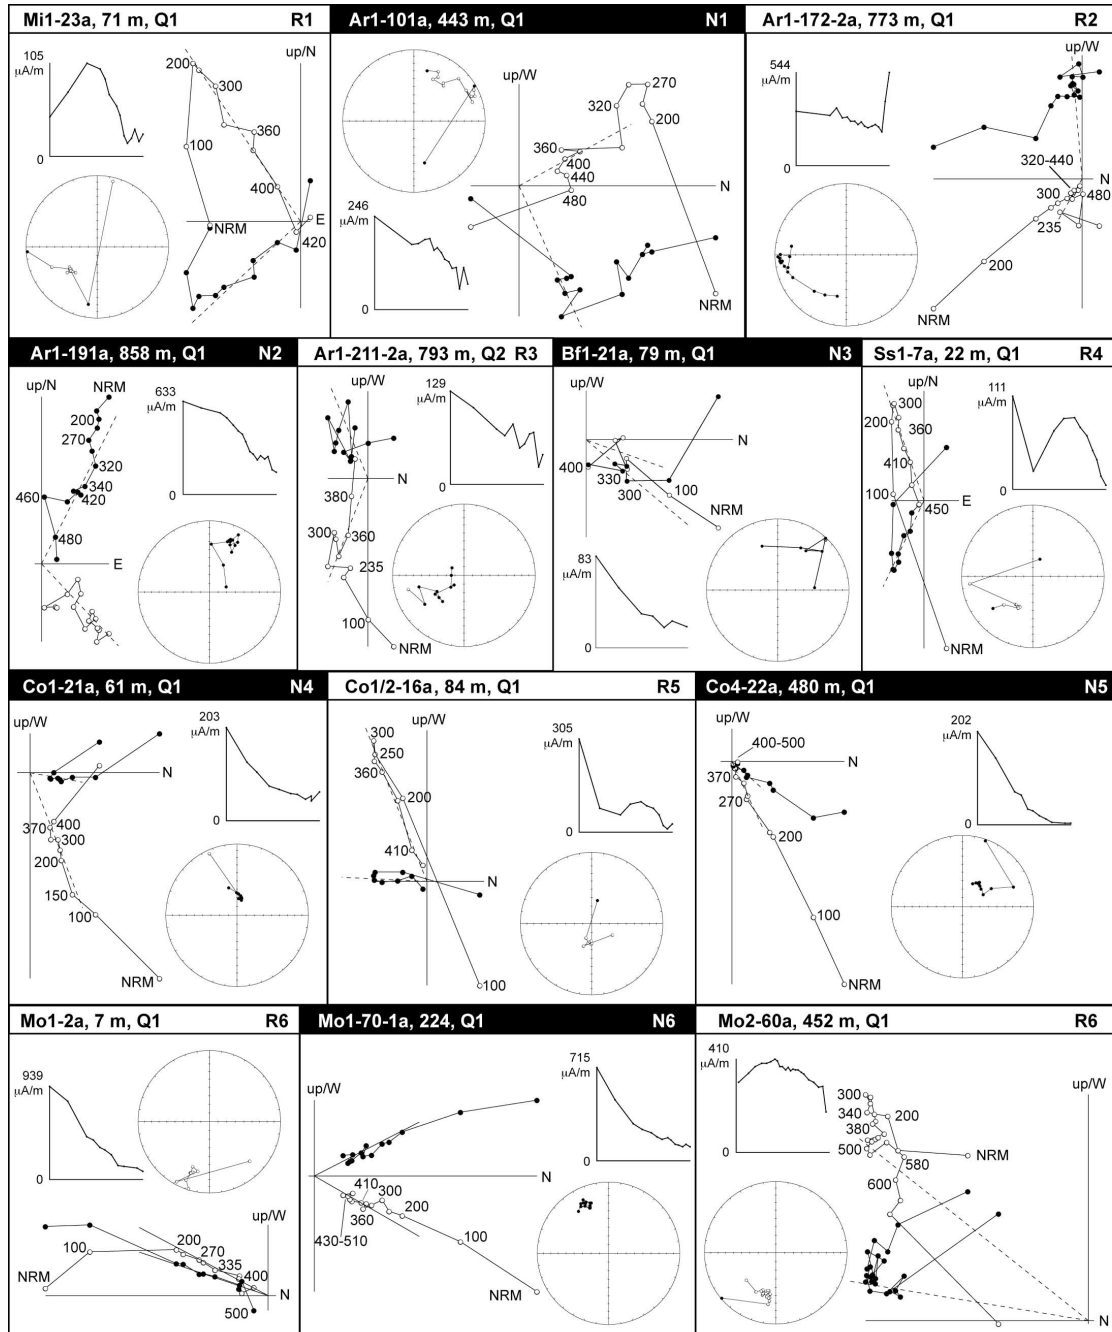 Mi1-23a, 71 m, Q1 R1
105
μA/m
0
up/N
200
300
360
100
400
NRM
E
420
Ar1-101a, 443 m, Q1 N1
up/W
270
320
200
360
400
440
480
N
246
μA/m
0
NRM
Ar1-172-2a, 773 m, Q1 R2
up/W
544
μA/m
0
320-440
N
300
480
235
200
NRM
Ar1-191a, 858 m, Q1 N2
up/N
NRM
633
μA/m
200
270
320
340
0
460
420
480
E
Ar1-211-2a, 793 m, Q2 R3
up/W
129
μA/m
0
N
380
300
360
235
100
NRM
Bf1-21a, 79 m, Q1 N3
up/W
N
400
330
300
100
NRM
83
μA/m
0
Ss1-7a, 22 m, Q1 R4
up/N
111
μA/m
0
300
200
360
410
100
E
450
NRM
Co1-21a, 61 m, Q1 N4
up/W
203
μA/m
0
N
370
400
300
200
150
100
NRM
Co1/2-16a, 84 m, Q1 R5
up/W
305
μA/m
0
300
250
360
200
410
N
100
Co4-22a, 480 m, Q1 N5
up/W
400-500
N
202
μA/m
0
370
270
200
100
NRM
Mo1-2a, 7 m, Q1 R6
939
μA/m
0
up/W
200
100
270
335
400
NRM
N
500
Mo1-70-1a, 224, Q1 N6
up/W
715
μA/m
0
N
410
300
200
360
100
430-510
NRM
Mo2-60a, 452 m, Q1 R6
410
μA/m
0
up/W
300
340
200
380
500
NRM
580
600
N